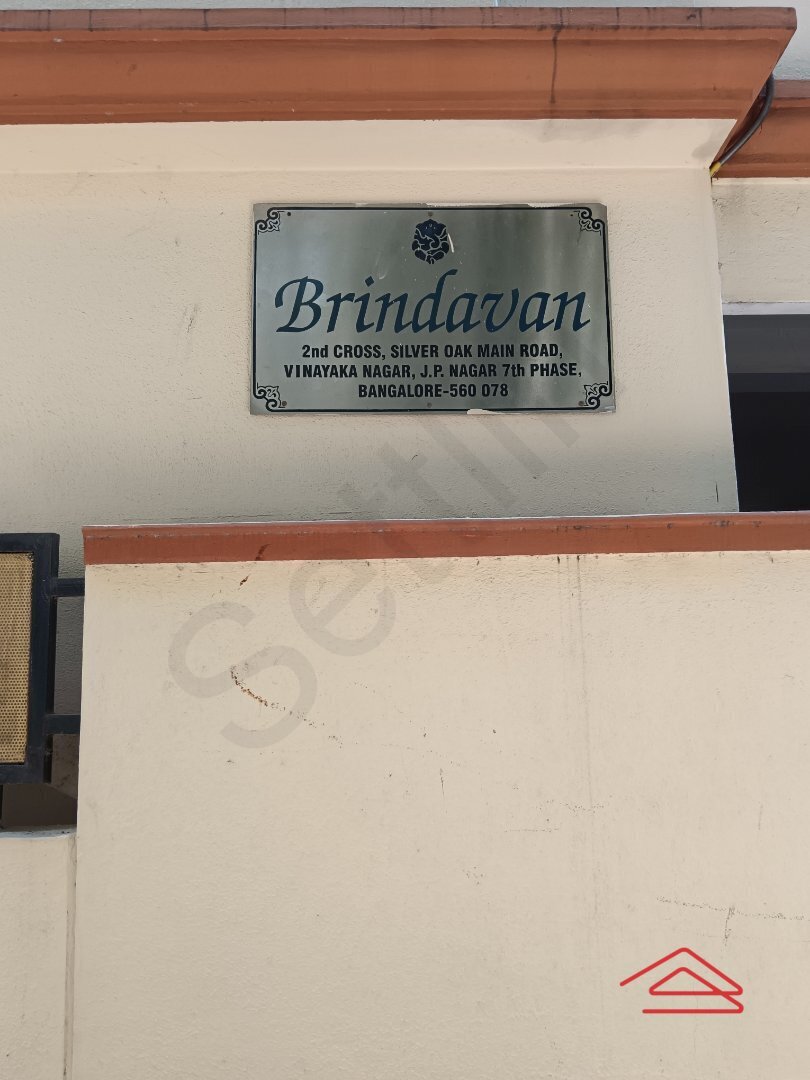 Brindavan
2nd CROSS, SILVER OAK MAIN ROAD,
VINAYAKA NAGAR, J.P. NAGAR 7th PHASE,
BANGALORE-560 078